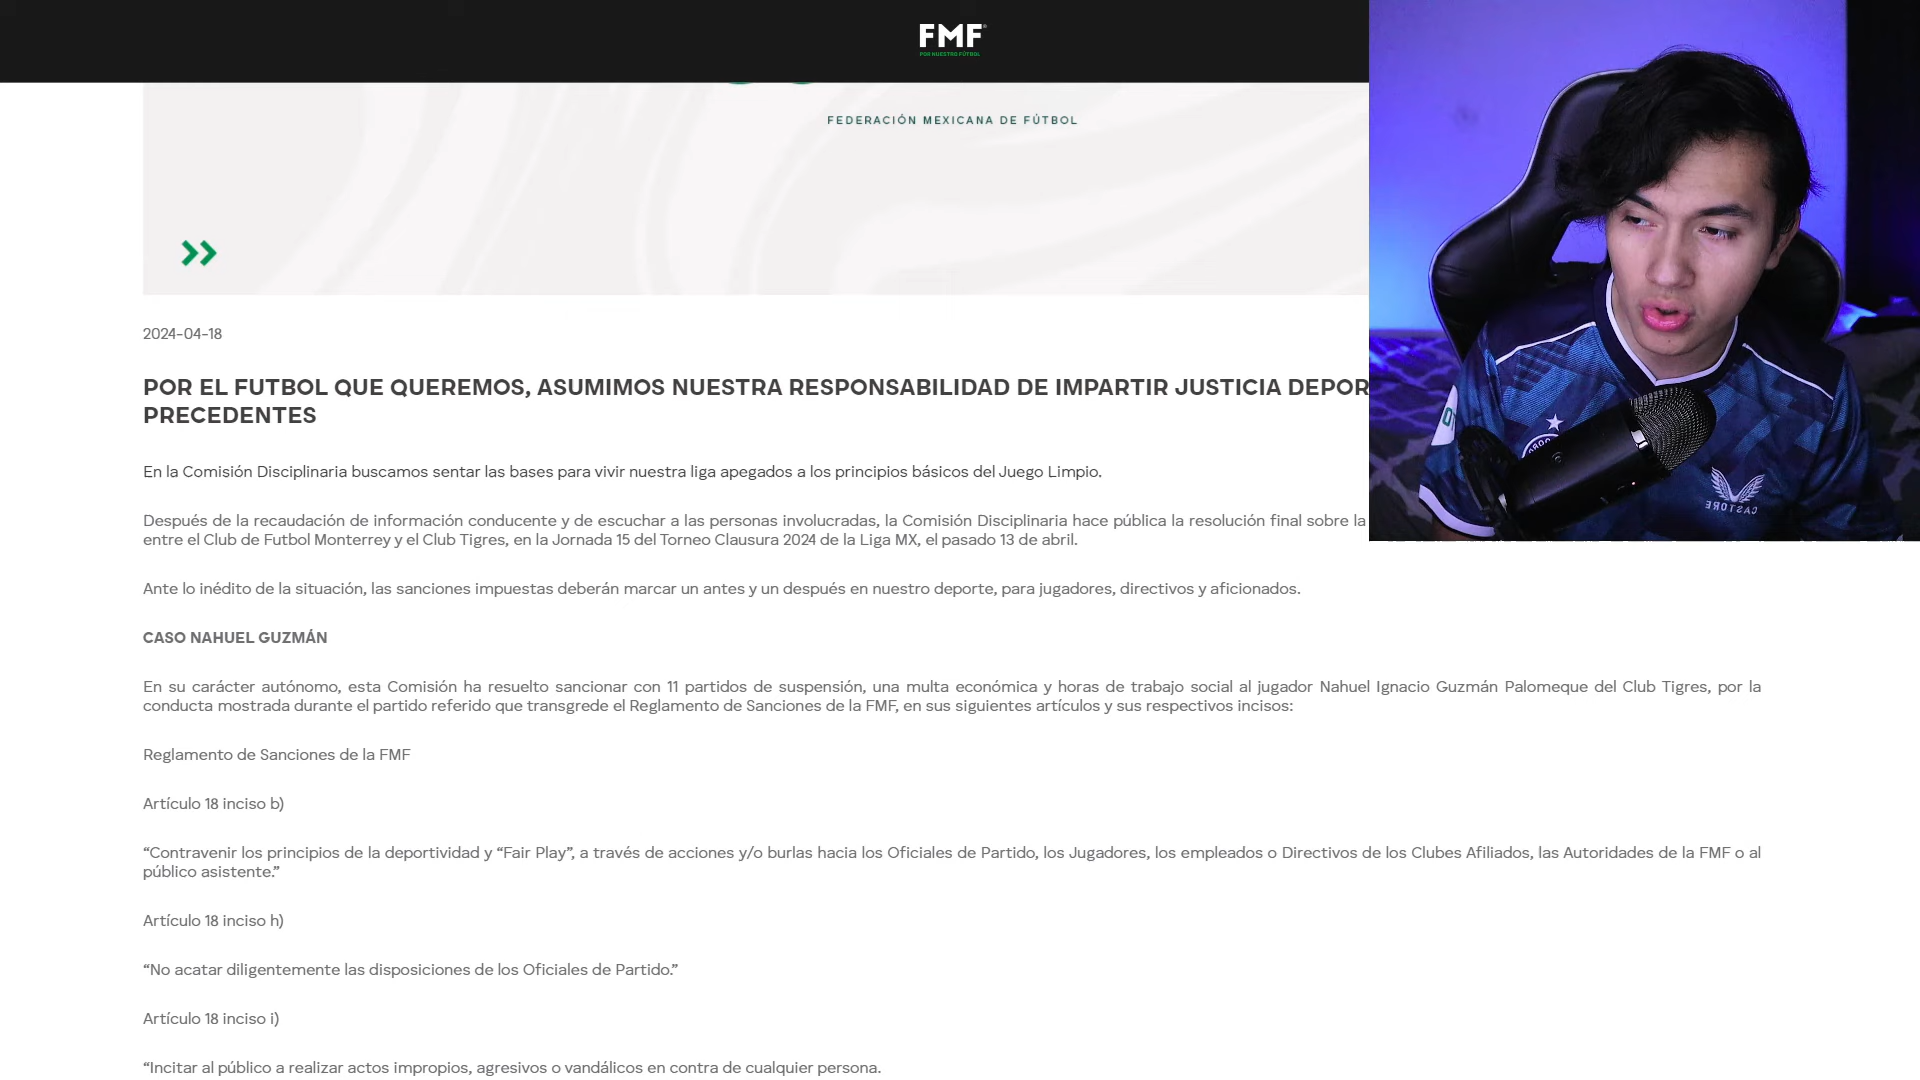 FMF
POR NUESTRO FÚTBOL
FEDERACIÓN MEXICANA DE FÚTBOL
2024-04-18
POR EL FUTBOL QUE QUEREMOS, ASUMIMOS NUESTRA RESPONSABILIDAD DE IMPARTIR JUSTICIA DEPOR
PRECEDENTES
En la Comisión Disciplinaria buscamos sentar las bases para vivir nuestra liga apegados a los principios básicos del Juego Limpio.
Después de la recaudación de información conducente y de escuchar a las personas involucradas, la Comisión Disciplinaria hace pública la resolución final sobre la
entre el Club de Futbol Monterrey y el Club Tigres, en la Jornada 15 del Torneo Clausura 2024 de la Liga MX, el pasado 13 de abril.
Ante lo inédito de la situación, las sanciones impuestas deberán marcar un antes y un después en nuestro deporte, para jugadores, directivos y aficionados.
CASO NAHUEL GUZMÁN
En su carácter autónomo, esta Comisión ha resuelto sancionar con 11 partidos de suspensión, una multa económica y horas de trabajo social al jugador Nahuel Ignacio Guzmán Palomeque del Club Tigres, por la
conducta mostrada durante el partido referido que transgrede el Reglamento de Sanciones de la FMF, en sus siguientes artículos y sus respectivos incisos:
Reglamento de Sanciones de la FMF
Artículo 18 inciso b)
“Contravenir los principios de la deportividad y “Fair Play”, a través de acciones y/o burlas hacia los Oficiales de Partido, los Jugadores, los empleados o Directivos de los Clubes Afiliados, las Autoridades de la FMF o al
público asistente.”
Artículo 18 inciso h)
“No acatar diligentemente las disposiciones de los Oficiales de Partido.”
Artículo 18 inciso i)
“Incitar al público a realizar actos impropios, agresivos o vandálicos en contra de cualquier persona.
CASTORE